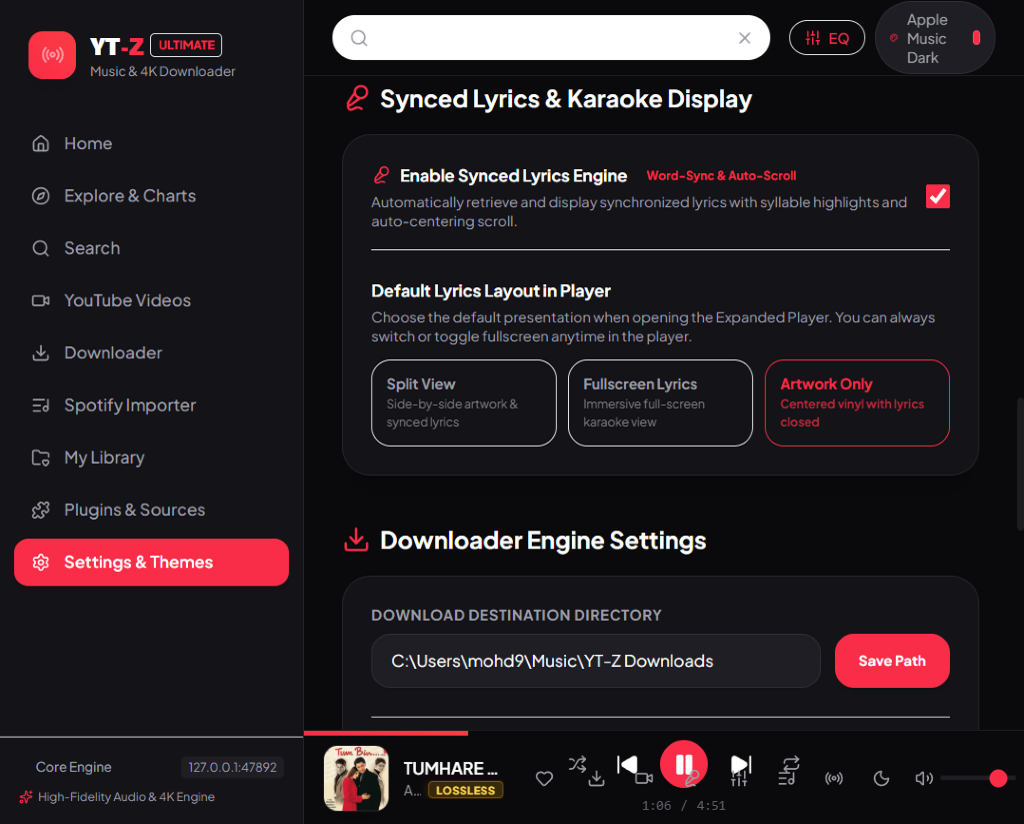 YT-Z ULTIMATE
Music & 4K Downloader
Home
Explore & Charts
Search
YouTube Videos
Downloader
Spotify Importer
My Library
Plugins & Sources
Settings & Themes
Core Engine 127.0.0.1:47892
High-Fidelity Audio & 4K Engine
EQ
Apple
Music
Dark
Synced Lyrics & Karaoke Display
Enable Synced Lyrics Engine Word-Sync & Auto-Scroll
Automatically retrieve and display synchronized lyrics with syllable highlights and
auto-centering scroll.
Default Lyrics Layout in Player
Choose the default presentation when opening the Expanded Player. You can always
switch or toggle fullscreen anytime in the player.
Split View
Side-by-side artwork &
synced lyrics
Fullscreen Lyrics
Immersive full-screen
karaoke view
Artwork Only
Centered vinyl with lyrics
closed
Downloader Engine Settings
DOWNLOAD DESTINATION DIRECTORY
C:\Users\mohd9\Music\YT-Z Downloads
Save Path
Tum Bin....
TUMHARE ...
A... LOSSLESS
1:06 / 4:51